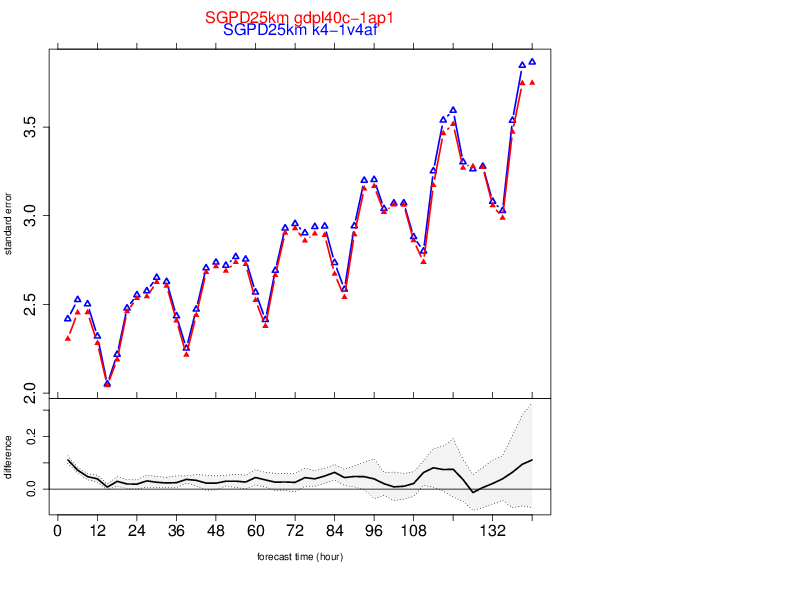 SGPD25km gdpl40c−1ap1
SGPD25km k4−1v4af
standard error
2.0 2.5 3.0 3.5
difference
0.0 0.2
0 12 24 36 48 60 72 84 96 108 132
forecast time (hour)